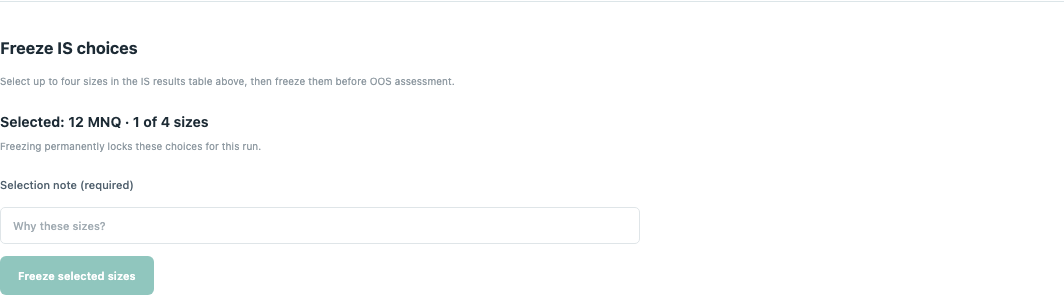 Freeze IS choices
Select up to four sizes in the IS results table above, then freeze them before OOS assessment.
Selected: 12 MNQ · 1 of 4 sizes
Freezing permanently locks these choices for this run.
Selection note (required)
Why these sizes?
Freeze selected sizes